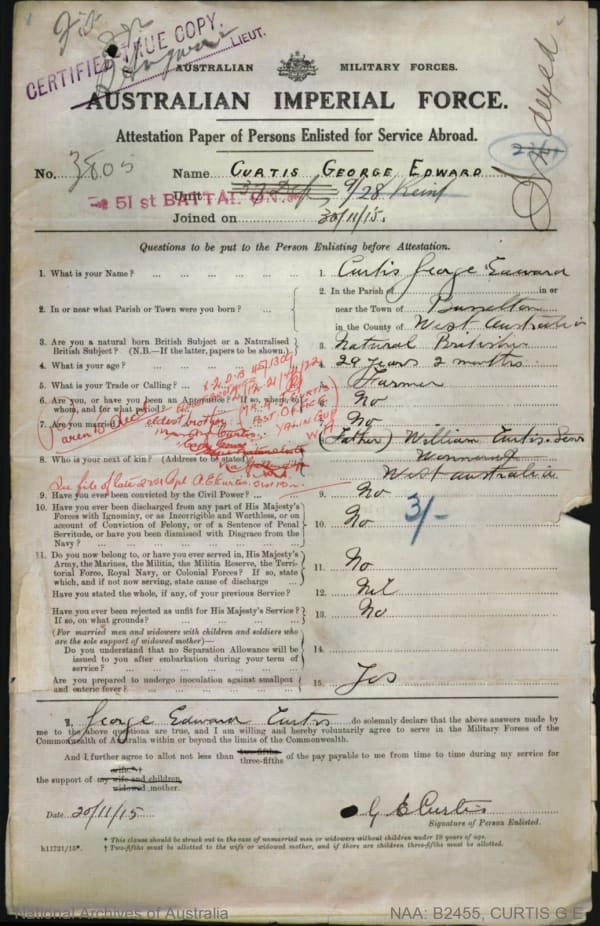 CERTIFIED TRUE COPY.
LIEUT.
AUSTRALIAN MILITARY FORCES.
AUSTRALIAN IMPERIAL FORCE.
Attestation Paper of Persons Enlisted for Service Abroad.
Indexed.
No. 3805 Name CURTIS GEORGE EDWARD
Unit 9/28 Reinf
51st BATTALION
Joined on 30/11/15.
Questions to be put to the Person Enlisting before Attestation.
1. What is your Name? ... 1. Curtis George Edward
2. In or near what Parish or Town were you born? ... 2. In the Parish of in or
near the Town of Busselton
in the County of West Australia
3. Are you a natural born British Subject or a Naturalised
British Subject? (N.B.—If the latter, papers to be shown.) 3. Natural British
4. What is your age? 4. 29 years 2 months
5. What is your Trade or Calling? ... 5. Farmer
6. Are you, or have you been an Apprentice? If so, where, to
whom, and for what period? 6. No
7. Are you married? 7. No
Parents Dec'd
eldest brother
POST OFFICE
YALINGUP
W.A
8. Who is your next of kin? (Address to be stated) (Father) William Curtis. Senr
Wonnerup
West Australia
See file of late Capt A E Curtis.
9. Have you ever been convicted by the Civil Power? ... 9. No
3/-
10. Have you ever been discharged from any part of His Majesty's
Forces with Ignominy, or as Incorrigible and Worthless, or on
account of Conviction of Felony, or of a Sentence of Penal
Servitude, or have you been dismissed with Disgrace from the
Navy? 10. No
11. Do you now belong to, or have you ever served in, His Majesty's
Army, the Marines, the Militia, the Militia Reserve, the Terri-
torial Force, Royal Navy, or Colonial Forces? If so, state
which, and if not now serving, state cause of discharge 11. No
Have you stated the whole, if any, of your previous Service? 12. Nil
Have you ever been rejected as unfit for His Majesty's Service?
If so, on what grounds? 13. No
(For married men and widowers with children and soldiers who
are the sole support of widowed mother)—
Do you understand that no Separation Allowance will be
issued to you after embarkation during your term of
service? 14.
Are you prepared to undergo inoculation against smallpox
and enteric fever? 15. Yes
I, George Edward Curtis do solemnly declare that the above answers made by
me to the above questions are true, and I am willing and hereby voluntarily agree to serve in the Military Forces of the
Commonwealth of Australia within or beyond the limits of the Commonwealth.
And I further agree to allot not less than two-fifths
three-fifths of the pay payable to me from time to time during my service for
wife.
the support of my wife and children
widowed mother.
Date 20/11/15 G E Curtis
Signature of Person Enlisted.
h11721/15*. * This clause should be struck out in the case of unmarried men or widowers without children under 18 years of age.
† Two-fifths must be allotted to the wife or widowed mother, and if there are children three-fifths must be allotted.
National Archives of Australia NAA: B2455, CURTIS G E